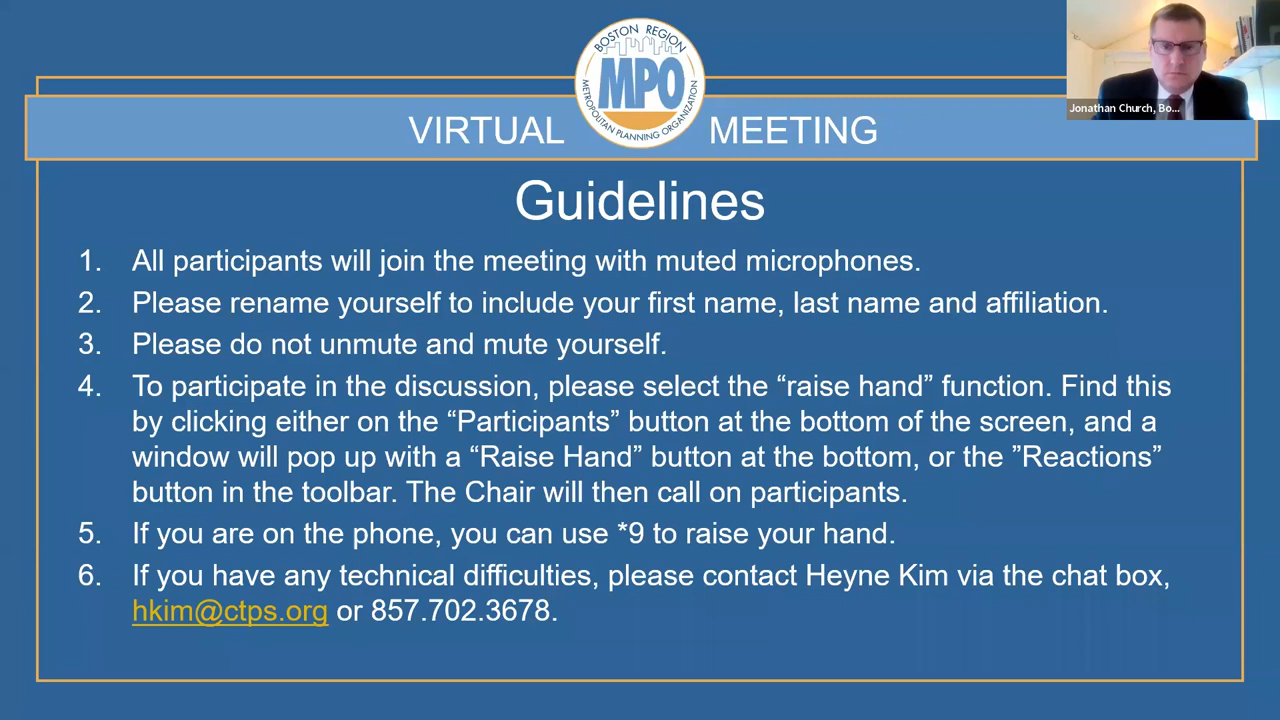 BOSTON REGION
MPO
METROPOLITAN PLANNING ORGANIZATION
Jonathan Church, Bo...
VIRTUAL MEETING
Guidelines
1. All participants will join the meeting with muted microphones.
2. Please rename yourself to include your first name, last name and affiliation.
3. Please do not unmute and mute yourself.
4. To participate in the discussion, please select the “raise hand” function. Find this
by clicking either on the “Participants” button at the bottom of the screen, and a
window will pop up with a “Raise Hand” button at the bottom, or the ”Reactions”
button in the toolbar. The Chair will then call on participants.
5. If you are on the phone, you can use *9 to raise your hand.
6. If you have any technical difficulties, please contact Heyne Kim via the chat box,
hkim@ctps.org or 857.702.3678.